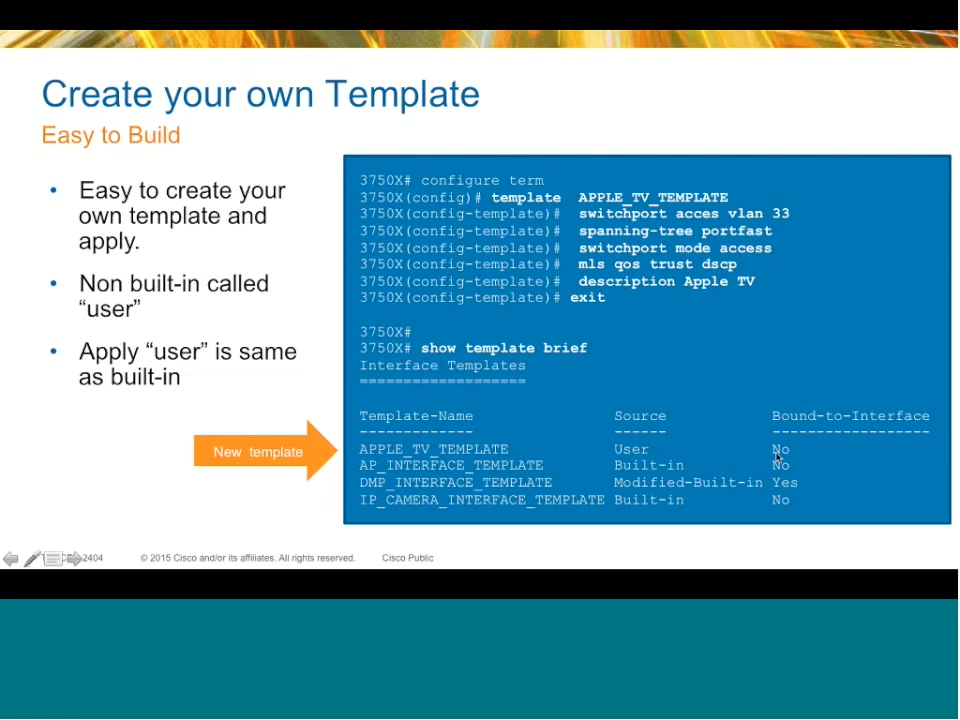 Create your own Template
Easy to Build
• Easy to create your
own template and
apply.
• Non built-in called
“user”
• Apply “user” is same
as built-in
New template
3750X# configure term
3750X(config)# template APPLE_TV_TEMPLATE
3750X(config-template)# switchport acces vlan 33
3750X(config-template)# spanning-tree portfast
3750X(config-template)# switchport mode access
3750X(config-template)# mls qos trust dscp
3750X(config-template)# description Apple TV
3750X(config-template)# exit
3750X#
3750X# show template brief
Interface Templates
===================
Template-Name Source Bound-to-Interface
------------- ------ ------------------
APPLE_TV_TEMPLATE User No
AP_INTERFACE_TEMPLATE Built-in No
DMP_INTERFACE_TEMPLATE Modified-Built-in Yes
IP_CAMERA_INTERFACE_TEMPLATE Built-in No
2404 © 2015 Cisco and/or its affiliates. All rights reserved. Cisco Public